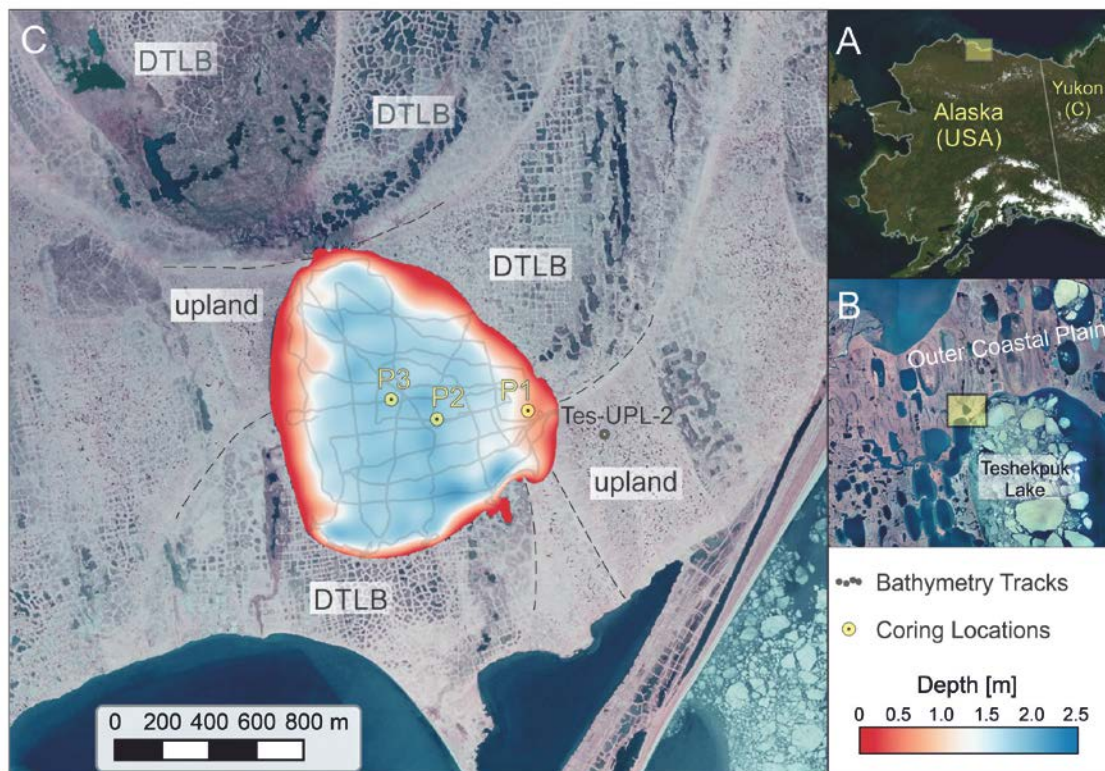 C
DTLB
DTLB
DTLB
upland
P3
P2
P1
Tes-UPL-2
upland
DTLB
0 200 400 600 800 m
A
Alaska
(USA)
Yukon
(C)
B
Outer Coastal Plain
Teshekpuk
Lake
Bathymetry Tracks
Coring Locations
Depth [m]
0 0.5 1.0 1.5 2.0 2.5